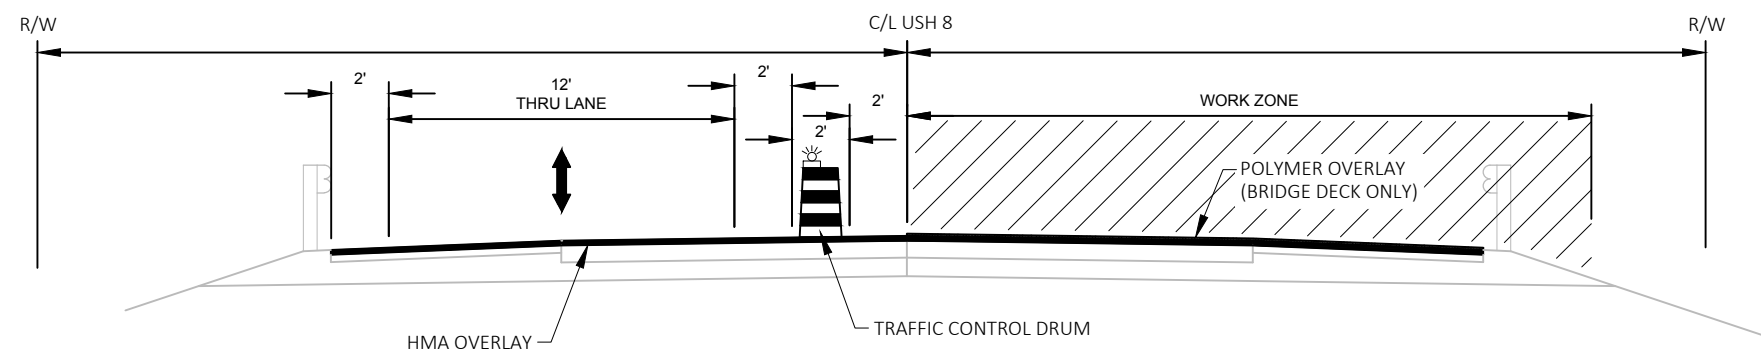 R/W
C/L USH 8
R/W
2'
12'
THRU LANE
2'
2'
2'
WORK ZONE
POLYMER OVERLAY
(BRIDGE DECK ONLY)
HMA OVERLAY
TRAFFIC CONTROL DRUM